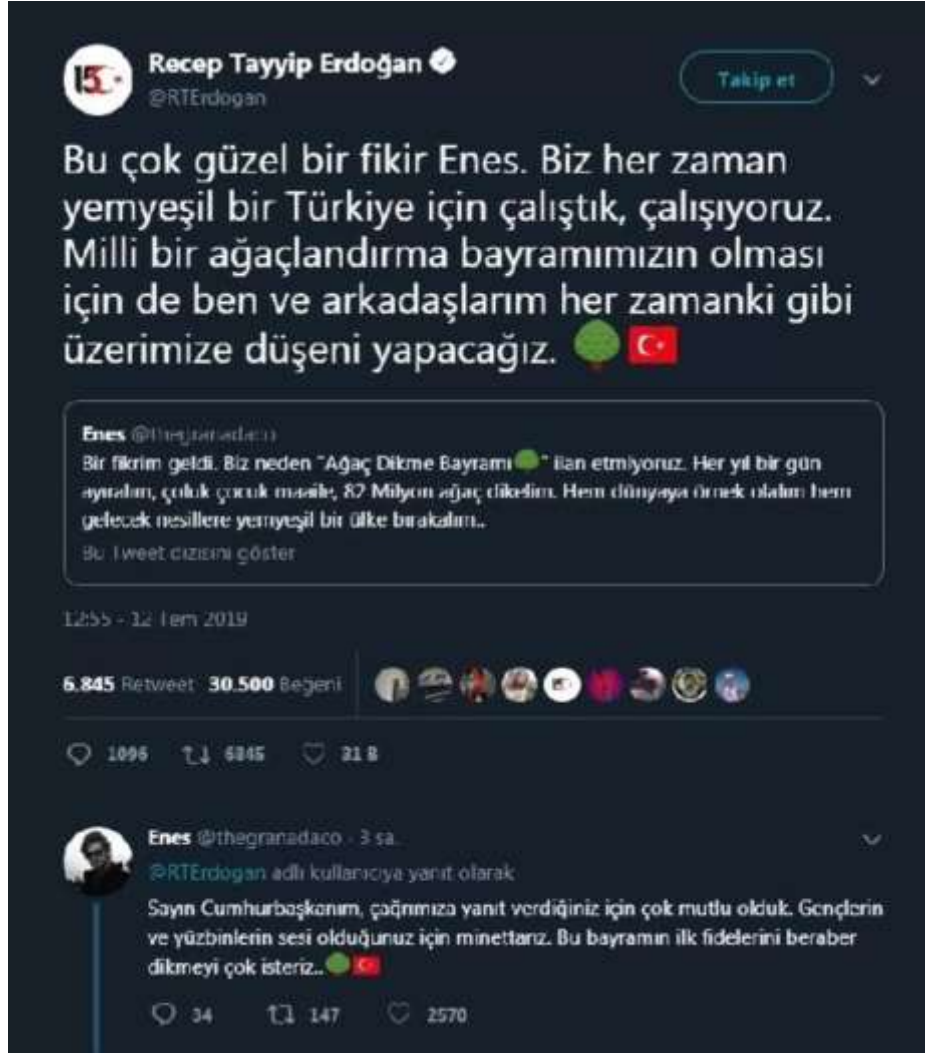 Recep Tayyip Erdoğan
@RTErdogan
Takip et
Bu çok güzel bir fikir Enes. Biz her zaman
yemyeşil bir Türkiye için çalıştık, çalışıyoruz.
Milli bir ağaçlandırma bayramımızın olması
için de ben ve arkadaşlarım her zamanki gibi
üzerimize düşeni yapacağız. 🌳🇹🇷
Enes @thegranadaco
Bir fikrim geldi. Biz neden "Ağaç Dikme Bayramı🌳" ilan etmiyoruz. Her yıl bir gün
ayıralım, çoluk çocuk maaile, 82 Milyon ağaç dikelim. Hem dünyaya örnek olalım hem
gelecek nesillere yemyeşil bir ülke bırakalım..
Bu Tweet dizisini göster
12:55 - 12 Tem 2019
6.845 Retweet 30.500 Beğeni
1096 6845 31 B
Enes @thegranadaco · 3 sa.
@RTErdogan adlı kullanıcıya yanıt olarak
Sayın Cumhurbaşkanım, çağrımıza yanıt verdiğiniz için çok mutlu olduk. Gençlerin
ve yüzbinlerin sesi olduğunuz için minettarız. Bu bayramın ilk fidelerini beraber
dikmeyi çok isteriz..🌳🇹🇷
34 147 2570